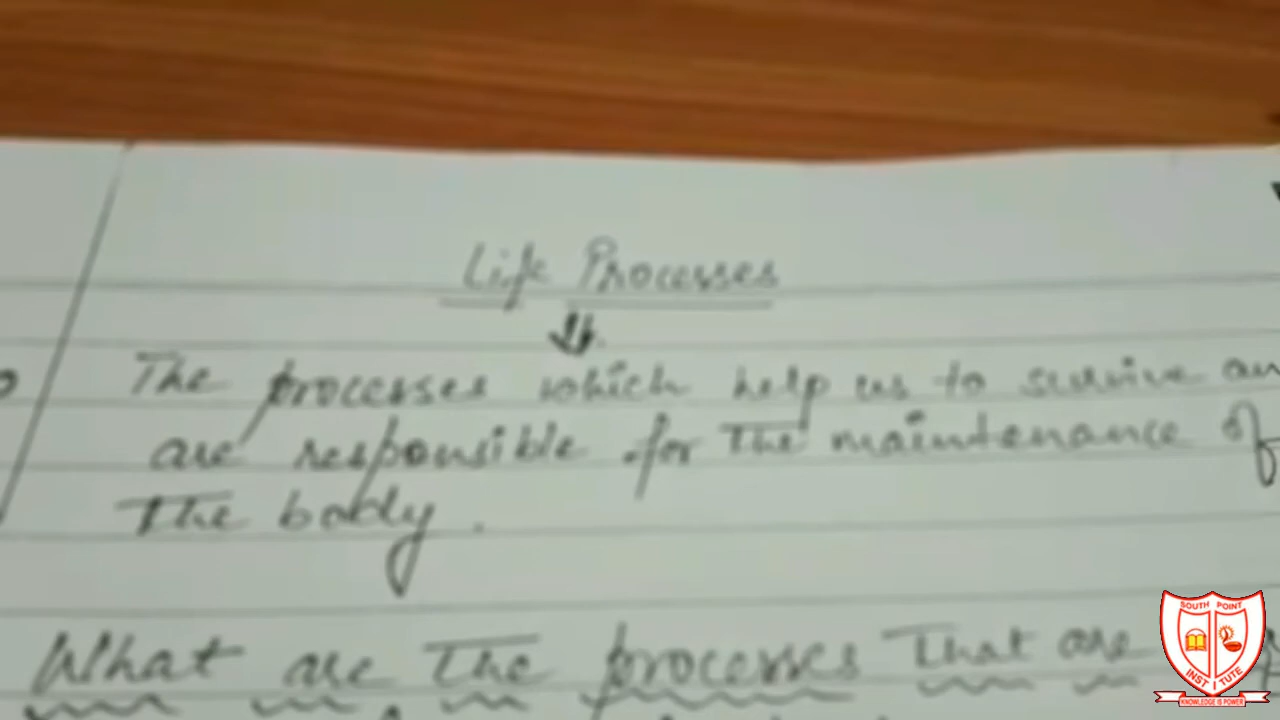 Life Processes
The processes which help us to survive
are responsible for the maintenance of
the body.
What are the processes that are
SOUTH POINT
INSTITUTE
KNOWLEDGE IS POWER